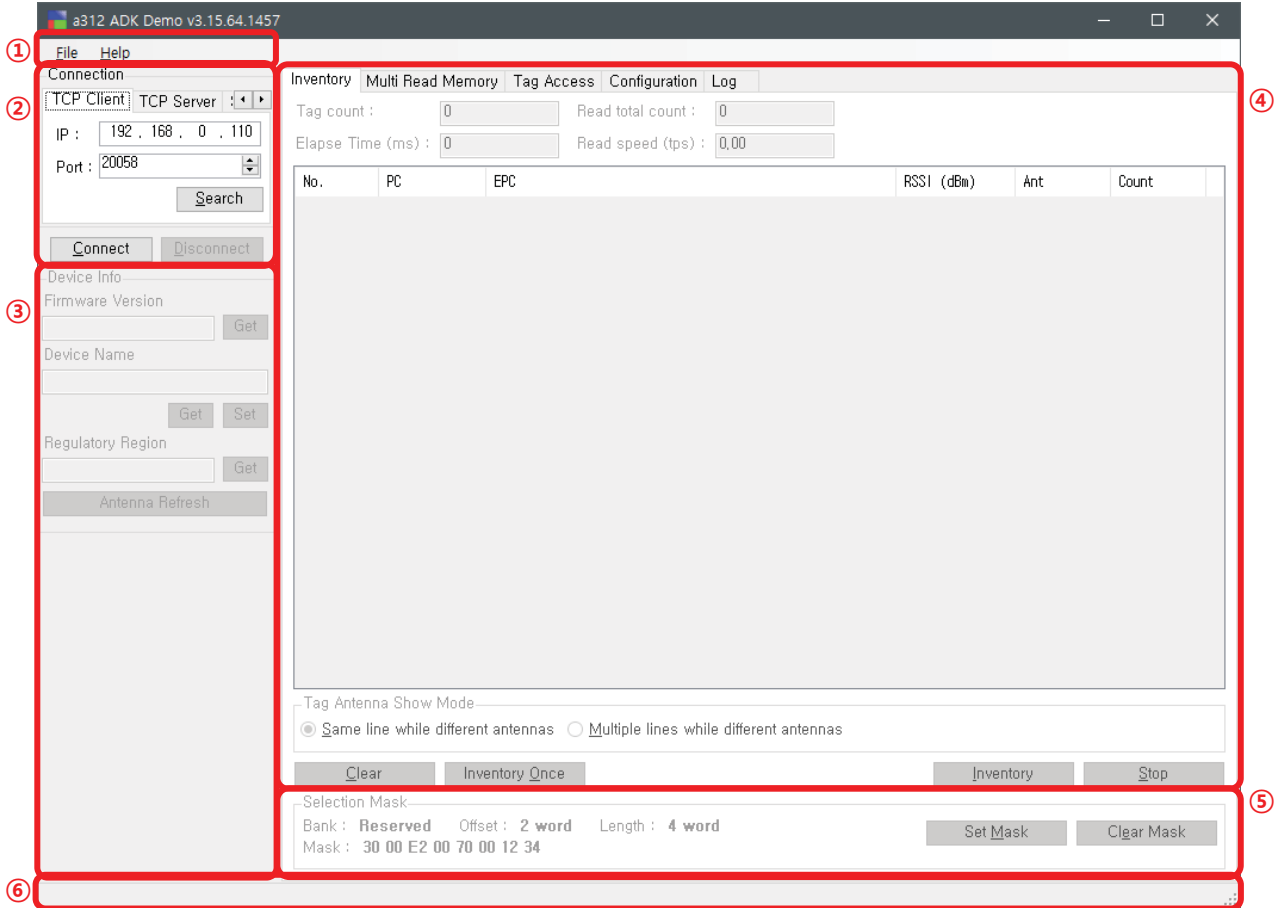 a312 ADK Demo v3.15.64.1457
① File Help
Connection
② TCP Client TCP Server
IP : 192 . 168 . 0 . 110
Port : 20058
Search
Connect Disconnect
③ Device Info
Firmware Version
Get
Device Name
Get Set
Regulatory Region
Get
Antenna Refresh
④ Inventory Multi Read Memory Tag Access Configuration Log
Tag count : 0 Read total count : 0
Elapse Time (ms) : 0 Read speed (tps) : 0,00
No. PC EPC RSSI (dBm) Ant Count
Tag Antenna Show Mode
Same line while different antennas Multiple lines while different antennas
Clear Inventory Once Inventory Stop
⑤ Selection Mask
Bank : Reserved Offset : 2 word Length : 4 word
Mask : 30 00 E2 00 70 00 12 34
Set Mask Clear Mask
⑥